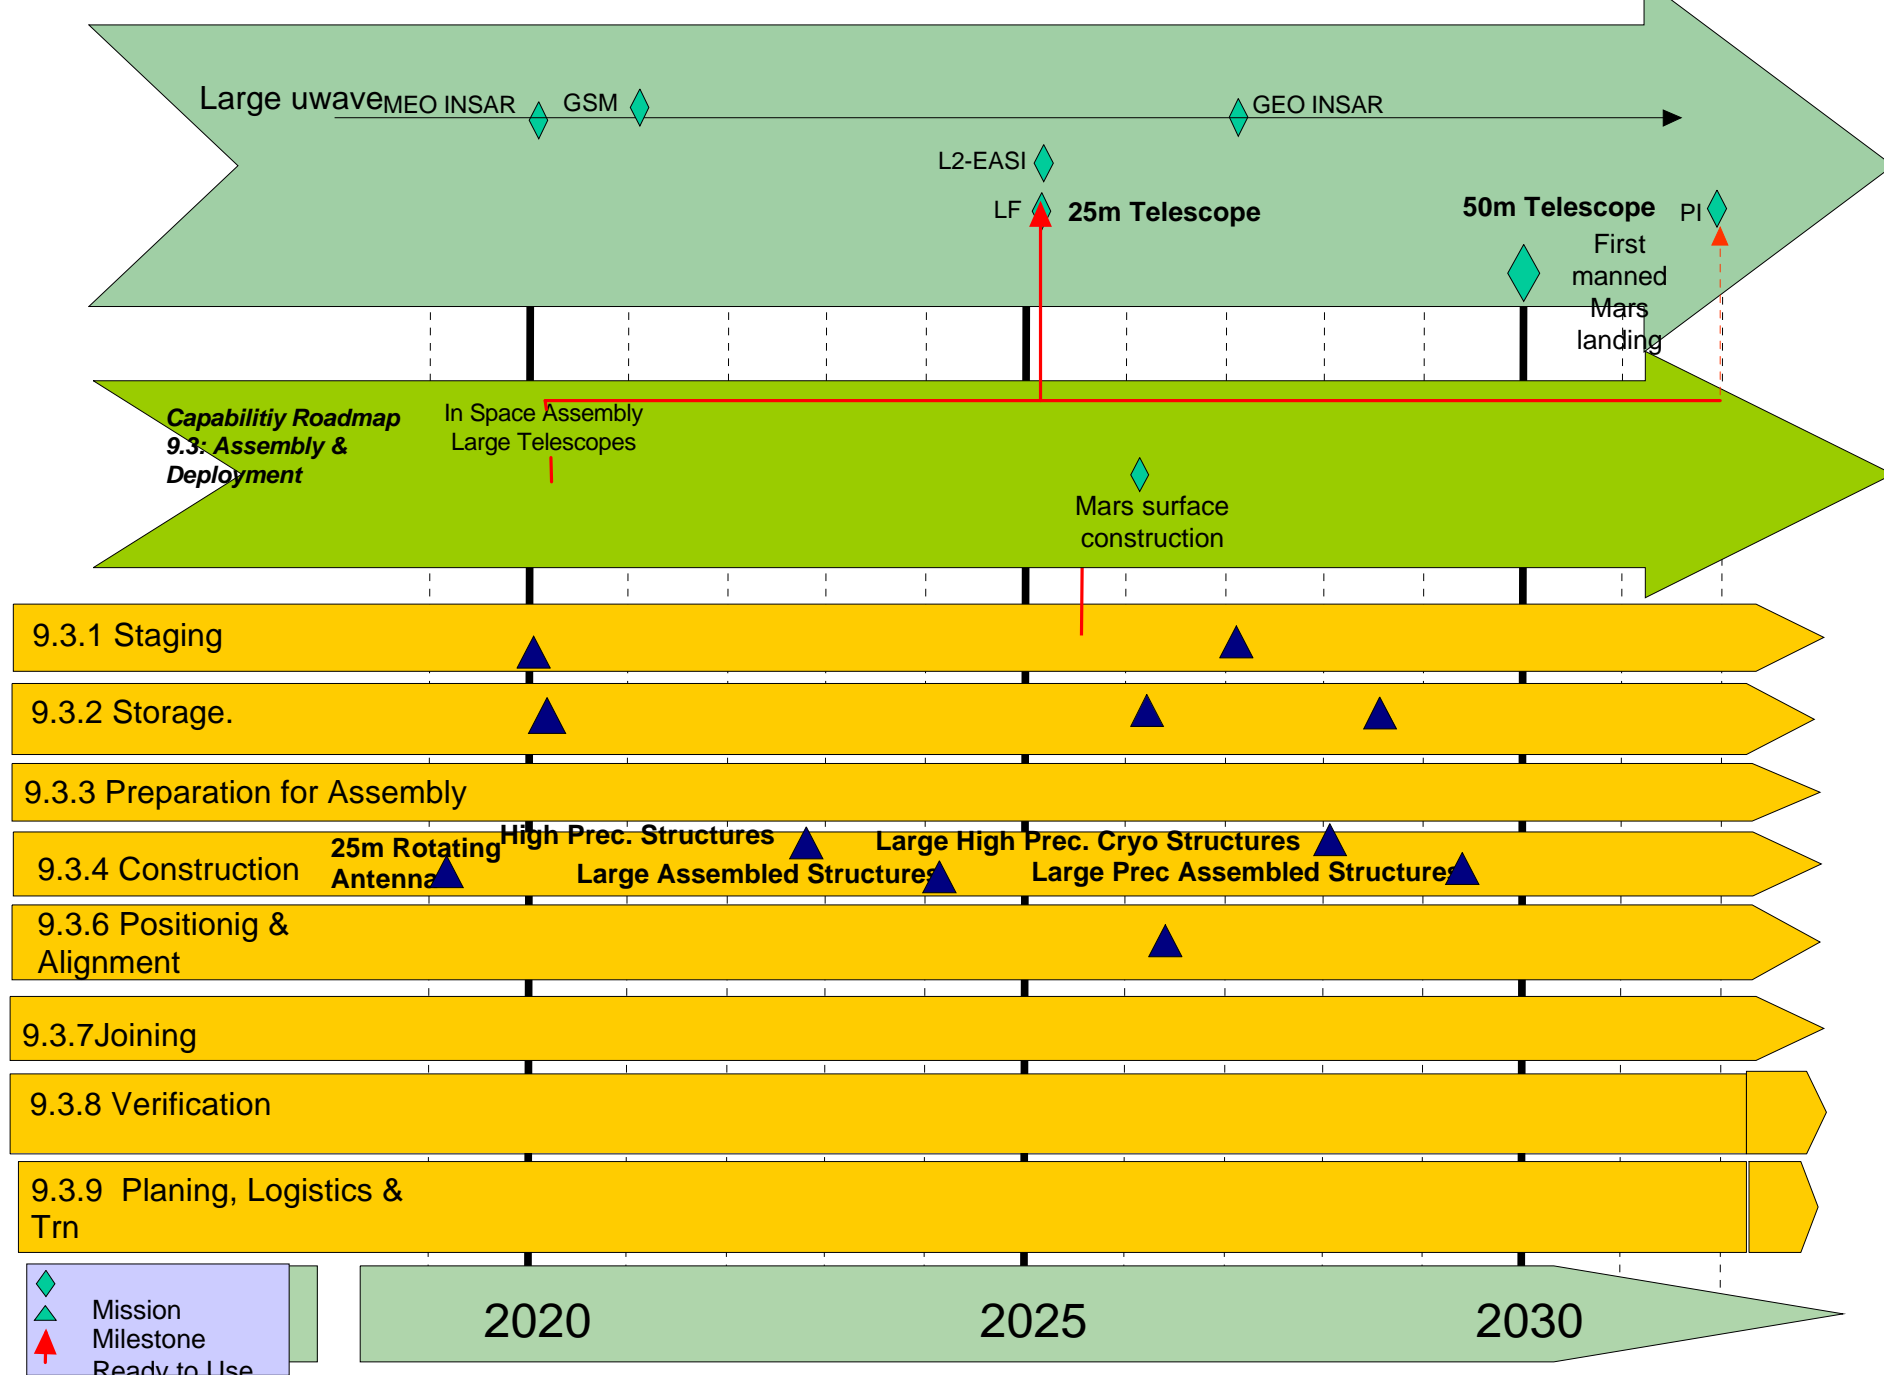 Large uwave
MEO INSAR
GSM
GEO INSAR
L2-EASI
LF
25m Telescope
50m Telescope
PI
First
manned
Mars
landing
Capabilitiy Roadmap
9.3: Assembly &
Deployment
In Space Assembly
Large Telescopes
Mars surface
construction
9.3.1 Staging
9.3.2 Storage.
9.3.3 Preparation for Assembly
9.3.4 Construction
25m Rotating
Antenna
High Prec. Structures
Large Assembled Structures
Large High Prec. Cryo Structures
Large Prec Assembled Structures
9.3.6 Positionig &
Alignment
9.3.7Joining
9.3.8 Verification
9.3.9 Planing, Logistics &
Trn
Mission
Milestone
Ready to Use
2020
2025
2030